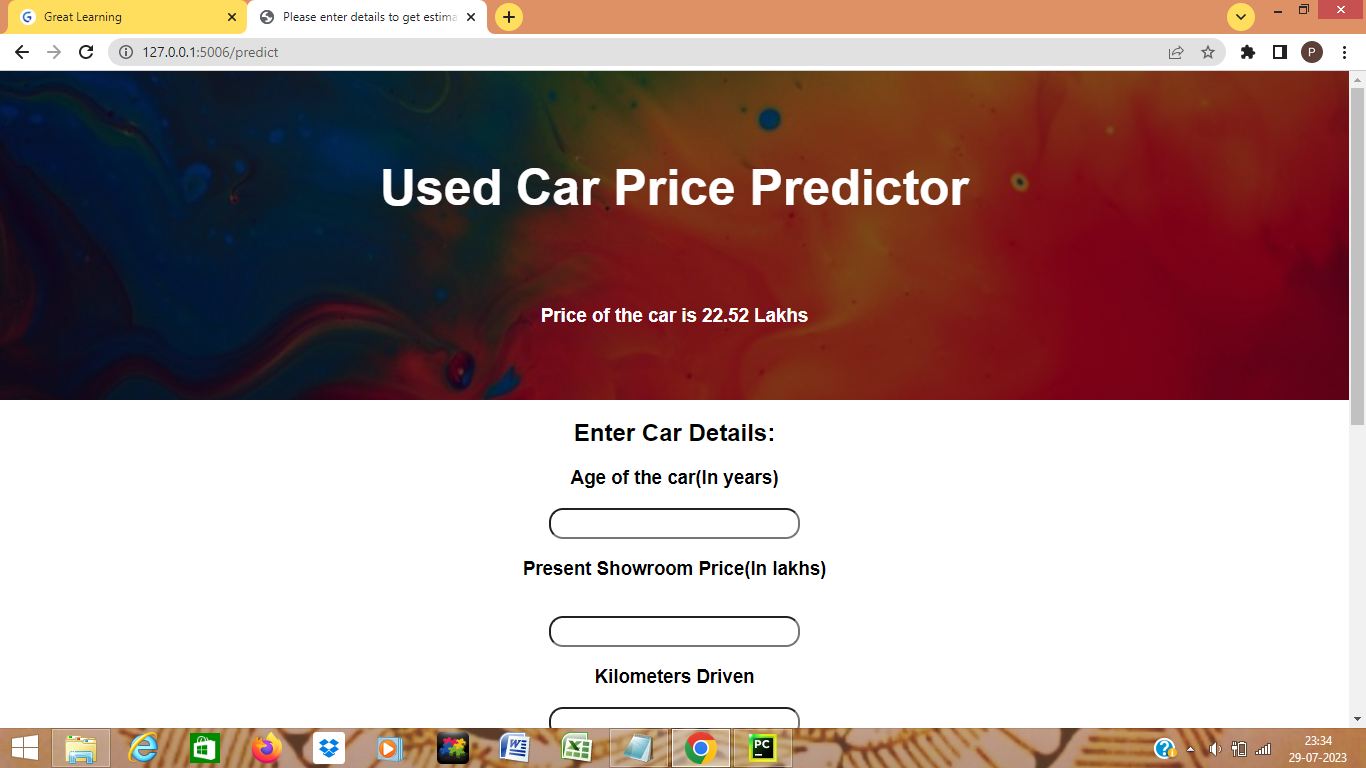 Great Learning
Please enter details to get estima
127.0.0.1:5006/predict
P
Used Car Price Predictor
Price of the car is 22.52 Lakhs
Enter Car Details:
Age of the car(In years)
Present Showroom Price(In lakhs)
Kilometers Driven
PC
23:34
29-07-2023